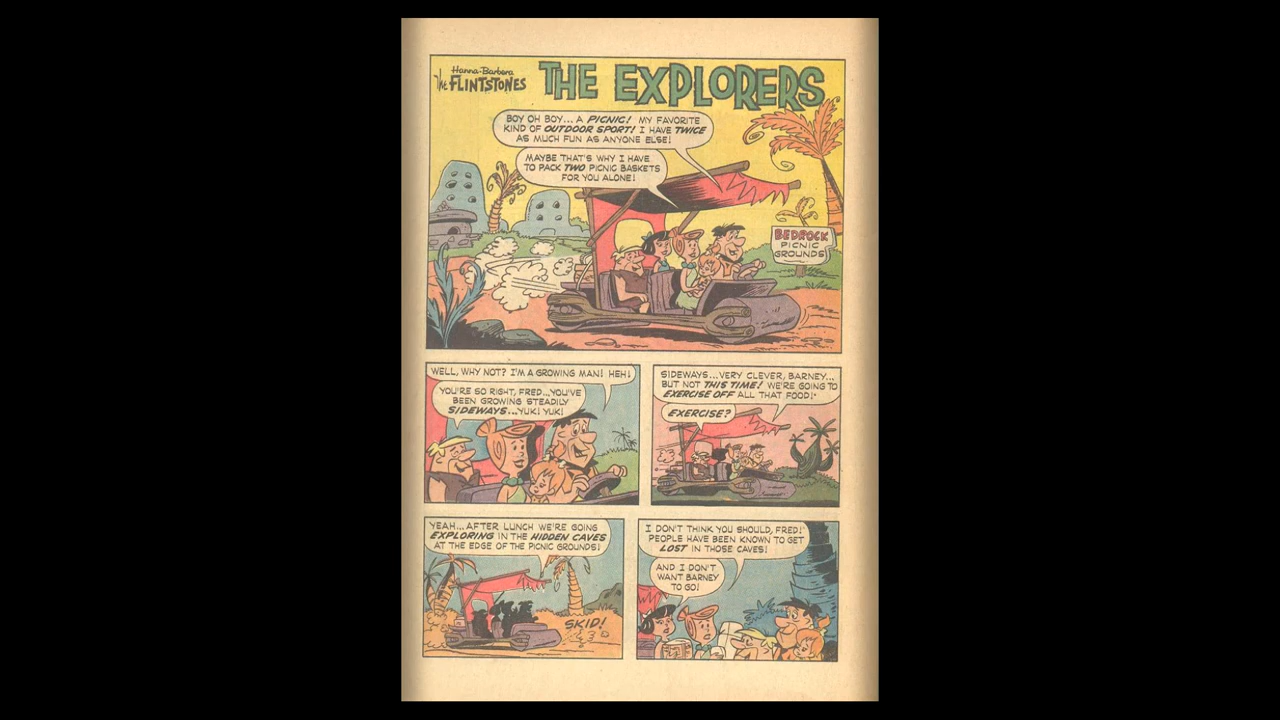 Hanna-Barbera
The FLINTSTONES
THE EXPLORERS
BOY OH BOY... A PICNIC! MY FAVORITE
KIND OF OUTDOOR SPORT! I HAVE TWICE
AS MUCH FUN AS ANYONE ELSE!
MAYBE THAT'S WHY I HAVE
TO PACK TWO PICNIC BASKETS
FOR YOU ALONE!
BEDROCK
PICNIC
GROUNDS
WELL, WHY NOT? I'M A GROWING MAN! HEH!
YOU'RE SO RIGHT, FRED...YOU'VE
BEEN GROWING STEADILY
SIDEWAYS...YUK! YUK!
SIDEWAYS...VERY CLEVER, BARNEY...
BUT NOT THIS TIME! WE'RE GOING TO
EXERCISE OFF ALL THAT FOOD!
EXERCISE?
YEAH... AFTER LUNCH WE'RE GOING
EXPLORING IN THE HIDDEN CAVES
AT THE EDGE OF THE PICNIC GROUNDS!
SKID!
I DON'T THINK YOU SHOULD, FRED!
PEOPLE HAVE BEEN KNOWN TO GET
LOST IN THOSE CAVES!
AND I DON'T
WANT BARNEY
TO GO!